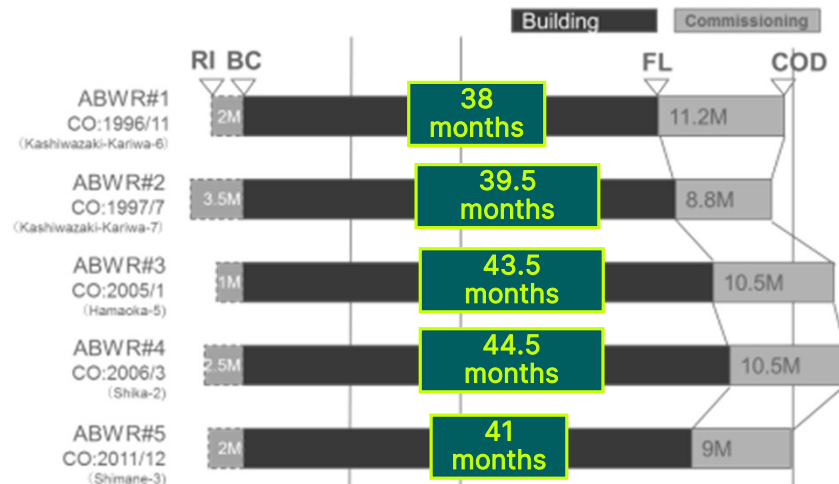 Building
Commissioning
RI BC FL COD
ABWR#1
CO:1996/11
(Kashiwazaki-Kariwa-6)
2M
38
months
11.2M
ABWR#2
CO:1997/7
(Kashiwazaki-Kariwa-7)
3.5M
39.5
months
8.8M
ABWR#3
CO:2005/1
(Hamaoka-5)
1M
43.5
months
10.5M
ABWR#4
CO:2006/3
(Shika-2)
2.5M
44.5
months
10.5M
ABWR#5
CO:2011/12
(Shimane-3)
2M
41
months
9M